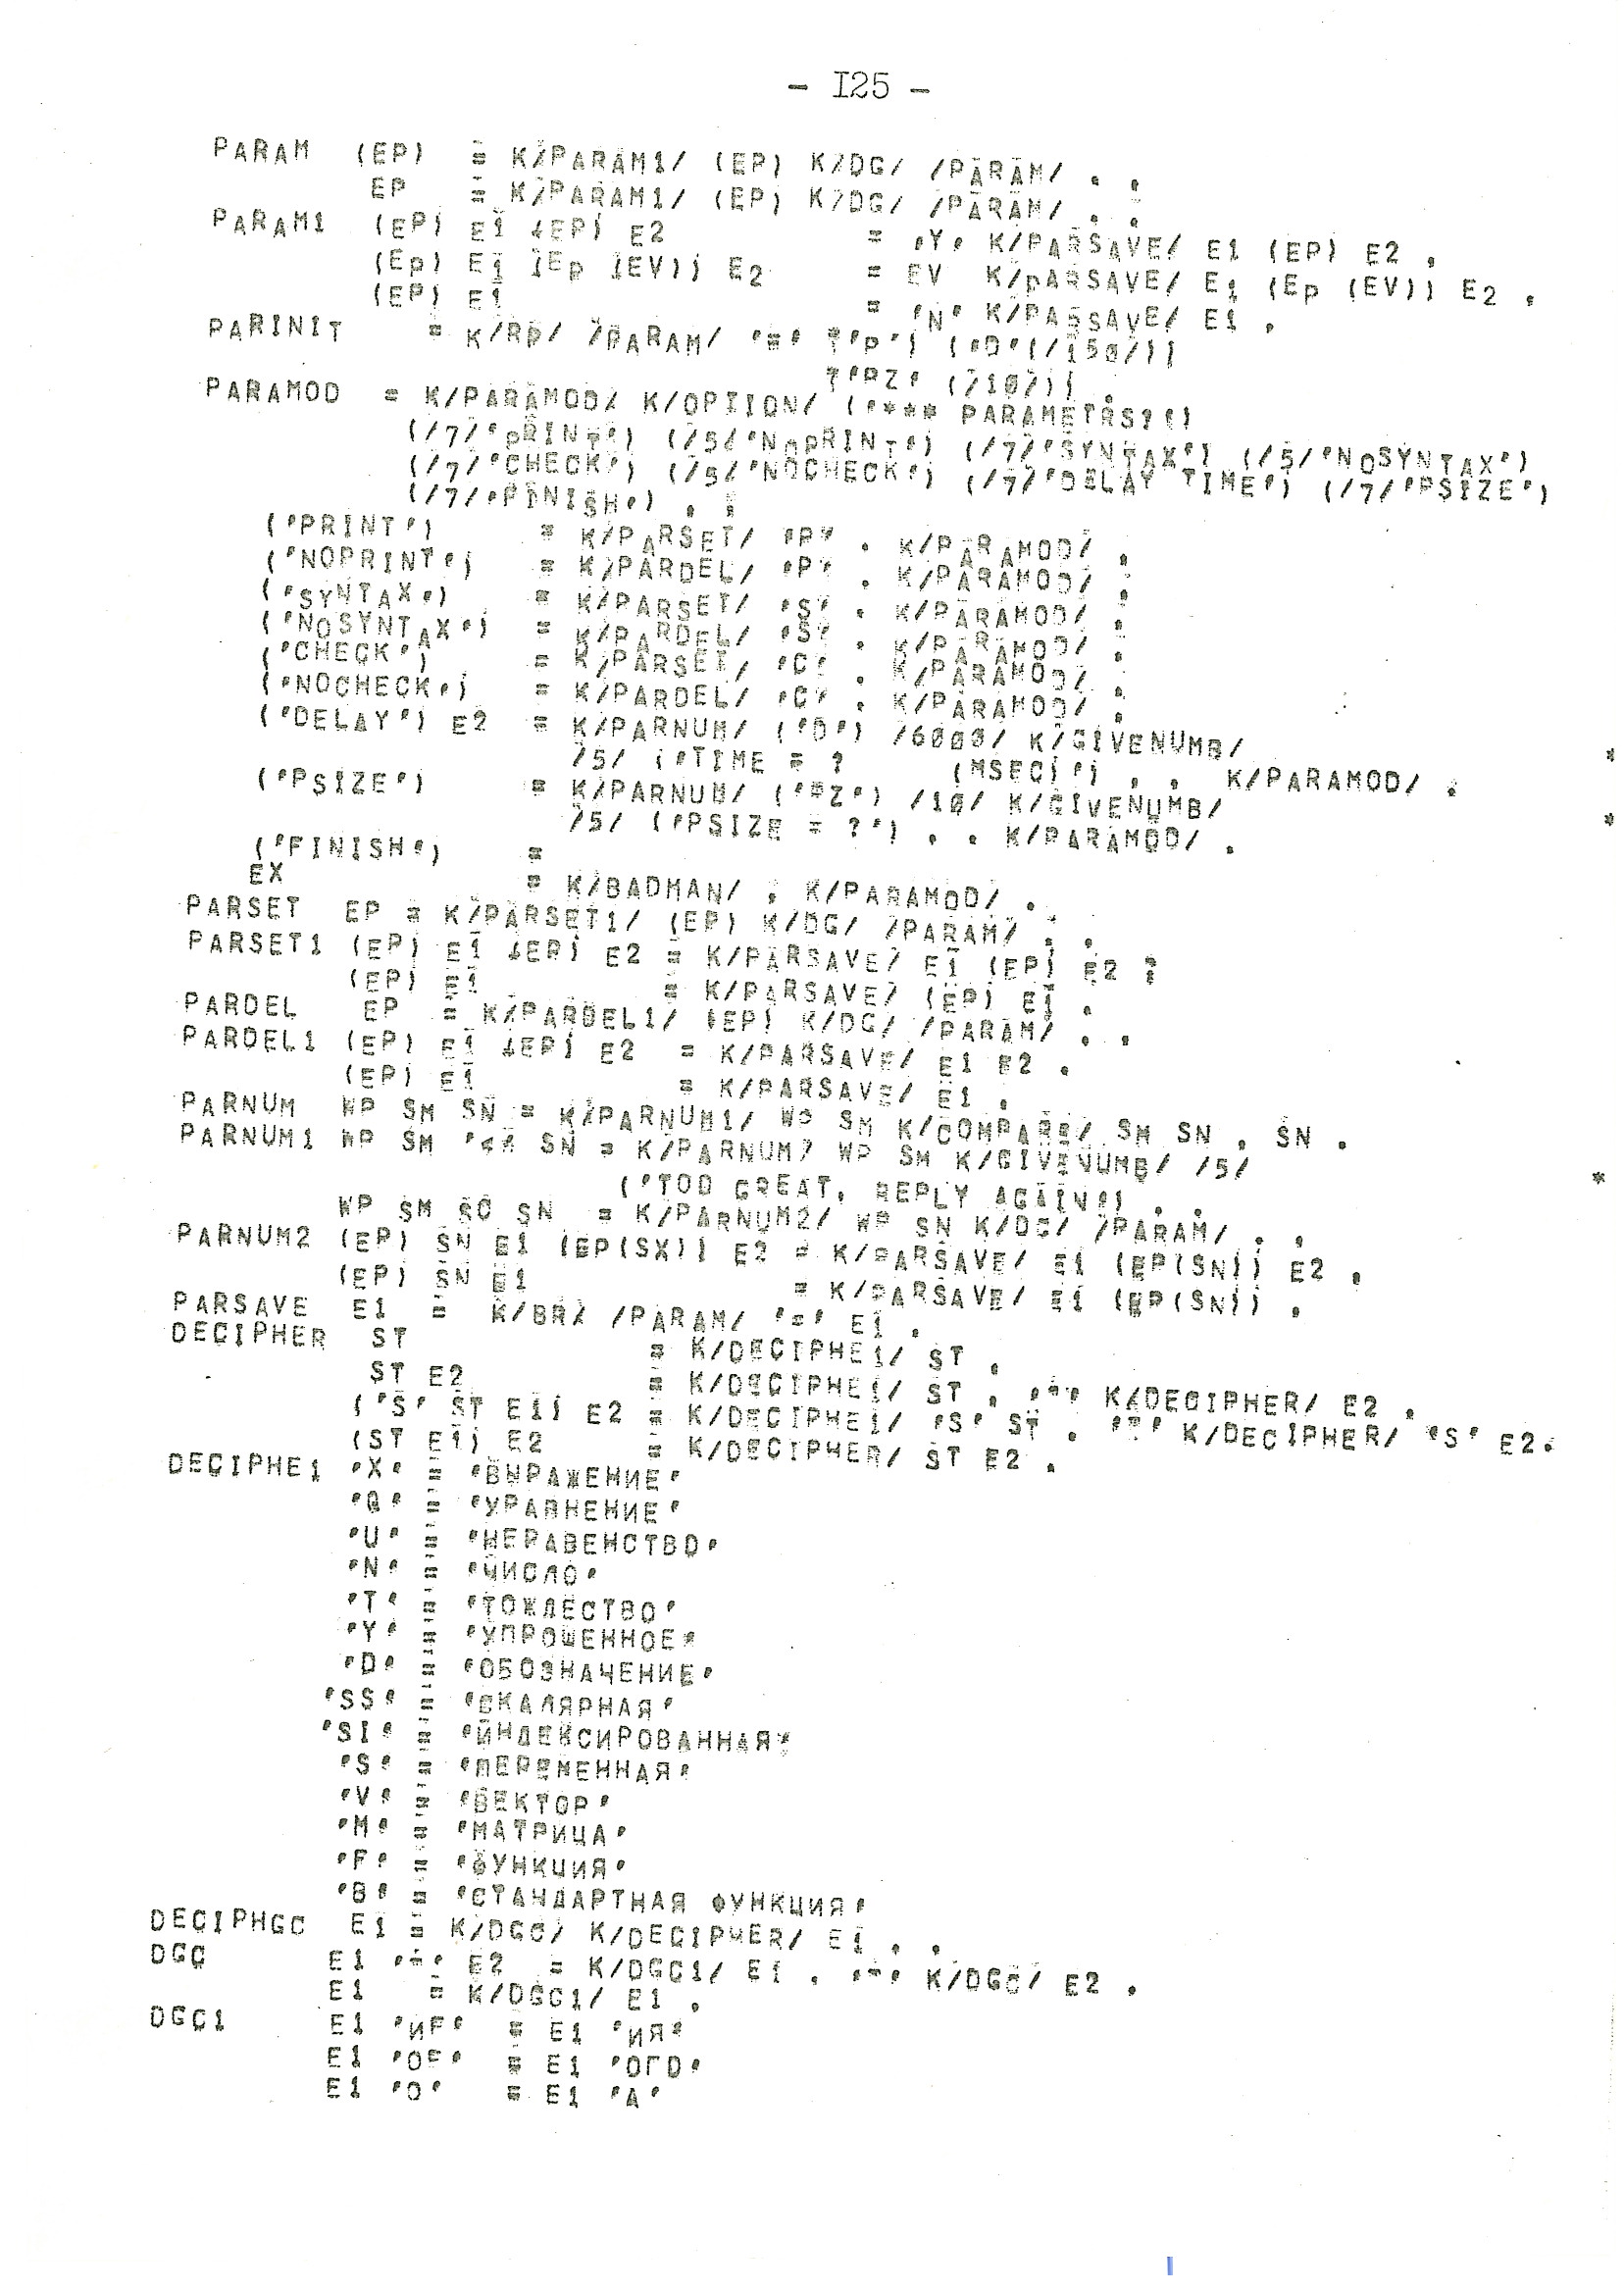 - I25 -
PARAM (EP) = K/PARAM1/ (EP) K/DG/ /PARAM/ . .
EP = K/PARAM1/ (EP) K/DG/ /PARAM/ . .
PARAM1 (EP) E1 (EP) E2 = 'Y' K/PARSAVE/ E1 (EP) E2 .
(EP) E1 (EP (EV)) E2 = EV K/PARSAVE/ E1 (EP (EV)) E2 .
(EP) E1 = 'N' K/PARSAVE/ E1 .
PARINIT = K/BR/ /PARAM/ '=' ('P') ('D'(/150/))
('PZ' (/10/)) .
PARAMOD = K/PARAMOD/ K/OPTION/ ('*** PARAMETRS?')
(/7/'PRINT') (/5/'NOPRINT') (/7/'SYNTAX') (/5/'NOSYNTAX')
(/7/'CHECK') (/5/'NOCHECK') (/7/'DELAY TIME') (/7/'PSIZE')
(/7/'FINISH') . .
('PRINT') = K/PARSET/ 'P' . K/PARAMOD/ .
('NOPRINT') = K/PARDEL/ 'P' . K/PARAMOD/ .
('SYNTAX') = K/PARSET/ 'S' . K/PARAMOD/ .
('NOSYNTAX') = K/PARDEL/ 'S' . K/PARAMOD/ .
('CHECK') = K/PARSET/ 'C' . K/PARAMOD/ .
('NOCHECK') = K/PARDEL/ 'C' . K/PARAMOD/ .
('DELAY') E2 = K/PARNUM/ ('D') /6000/ K/GIVENUMB/
/5/ ('TIME = ? (MSEC)') . . K/PARAMOD/ .
('PSIZE') = K/PARNUM/ ('PZ') /10/ K/GIVENUMB/
/5/ ('PSIZE = ?') . . K/PARAMOD/ .
('FINISH') =
EX = K/BADMAN/ . K/PARAMOD/ .
PARSET EP = K/PARSET1/ (EP) K/DG/ /PARAM/ . .
PARSET1 (EP) E1 (EP) E2 = K/PARSAVE/ E1 (EP) E2 .
(EP) E1 = K/PARSAVE/ (EP) E1 .
PARDEL EP = K/PARDEL1/ (EP) K/DG/ /PARAM/ . .
PARDEL1 (EP) E1 (EP) E2 = K/PARSAVE/ E1 E2 .
(EP) E1 = K/PARSAVE/ E1 .
PARNUM WP SM SN = K/PARNUM1/ WP SM K/COMPARE/ SM SN . SN .
PARNUM1 WP SM '<' SN = K/PARNUM/ WP SM K/GIVENUMB/ /5/
('TOO GREAT, REPLY AGAIN') . .
WP SM SO SN = K/PARNUM2/ WP SN K/DG/ /PARAM/ . .
PARNUM2 (EP) SN E1 (EP(SX)) E2 = K/PARSAVE/ E1 (EP(SN)) E2 .
(EP) SN E1 = K/PARSAVE/ E1 (EP(SN)) .
PARSAVE E1 = K/BR/ /PARAM/ '=' E1 .
DECIPHER ST = K/DECIPHE1/ ST .
ST E2 = K/DECIPHE1/ ST . '-' K/DECIPHER/ E2 .
('S' ST E1) E2 = K/DECIPHE1/ 'S' ST . '-' K/DECIPHER/ 'S' E2.
(ST E1) E2 = K/DECIPHER/ ST E2 .
DECIPHE1 'X' = 'ВЫРАЖЕНИЕ'
'Q' = 'УРАВНЕНИЕ'
'U' = 'НЕРАВЕНСТВО'
'N' = 'ЧИСЛО'
'T' = 'ТОЖДЕСТВО'
'Y' = 'УПРОШЕННОЕ'
'D' = 'ОБОЗНАЧЕНИЕ'
'SS' = 'СКАЛЯРНАЯ'
'SI' = 'ИНДЕКСИРОВАННАЯ'
'S' = 'ПЕРЕМЕННАЯ'
'V' = 'ВЕКТОР'
'M' = 'МАТРИЦА'
'F' = 'ФУНКЦИЯ'
'B' = 'СТАНДАРТНАЯ ФУНКЦИЯ'
DECIPHGC E1 = K/DGC/ K/DECIPHER/ E1 . .
DGC E1 '-' E2 = K/DGC1/ E1 . '-' K/DGC/ E2 .
E1 = K/DGC1/ E1 .
DGC1 E1 'ИЕ' = E1 'ИЯ'
E1 'ОЕ' = E1 'ОГО'
E1 'О' = E1 'А'